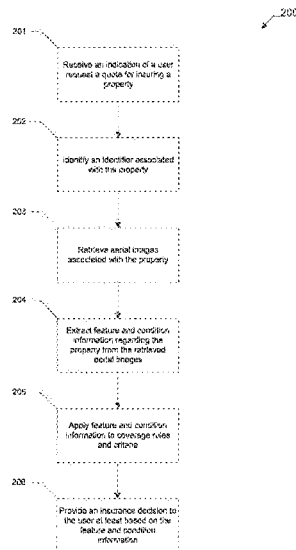 200
201
Receive an indication of a user
request a quote for insuring a
property
202
Identify an identifier associated
with the property
203
Retrieve aerial images
associated with the property
204
Extract feature and condition
information regarding the
property from the retrieved
aerial images
205
Apply feature and condition
information to coverage rules
and criteria
206
Provide an insurance decision to
the user at least based on the
feature and condition
information